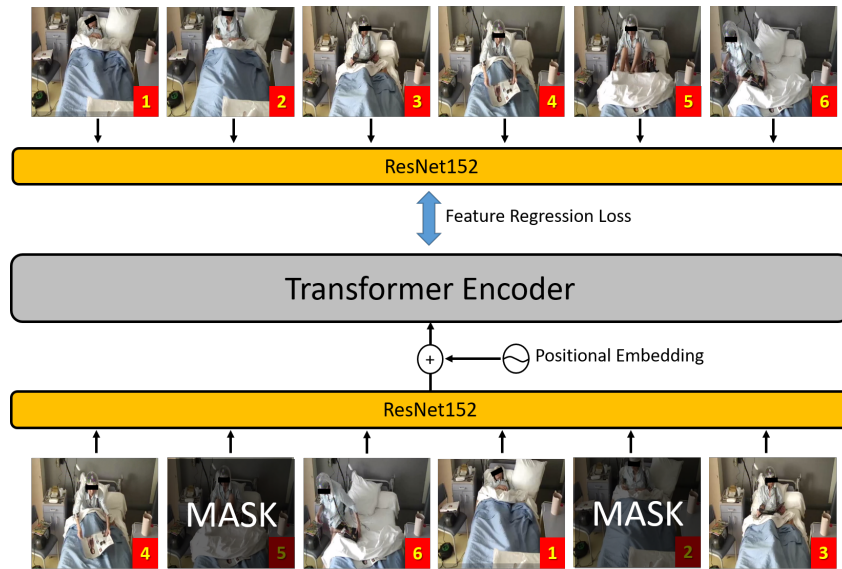 1 2 3 4 5 6
ResNet152
Feature Regression Loss
Transformer Encoder
+ Positional Embedding
ResNet152
MASK MASK
4 5 6 1 2 3